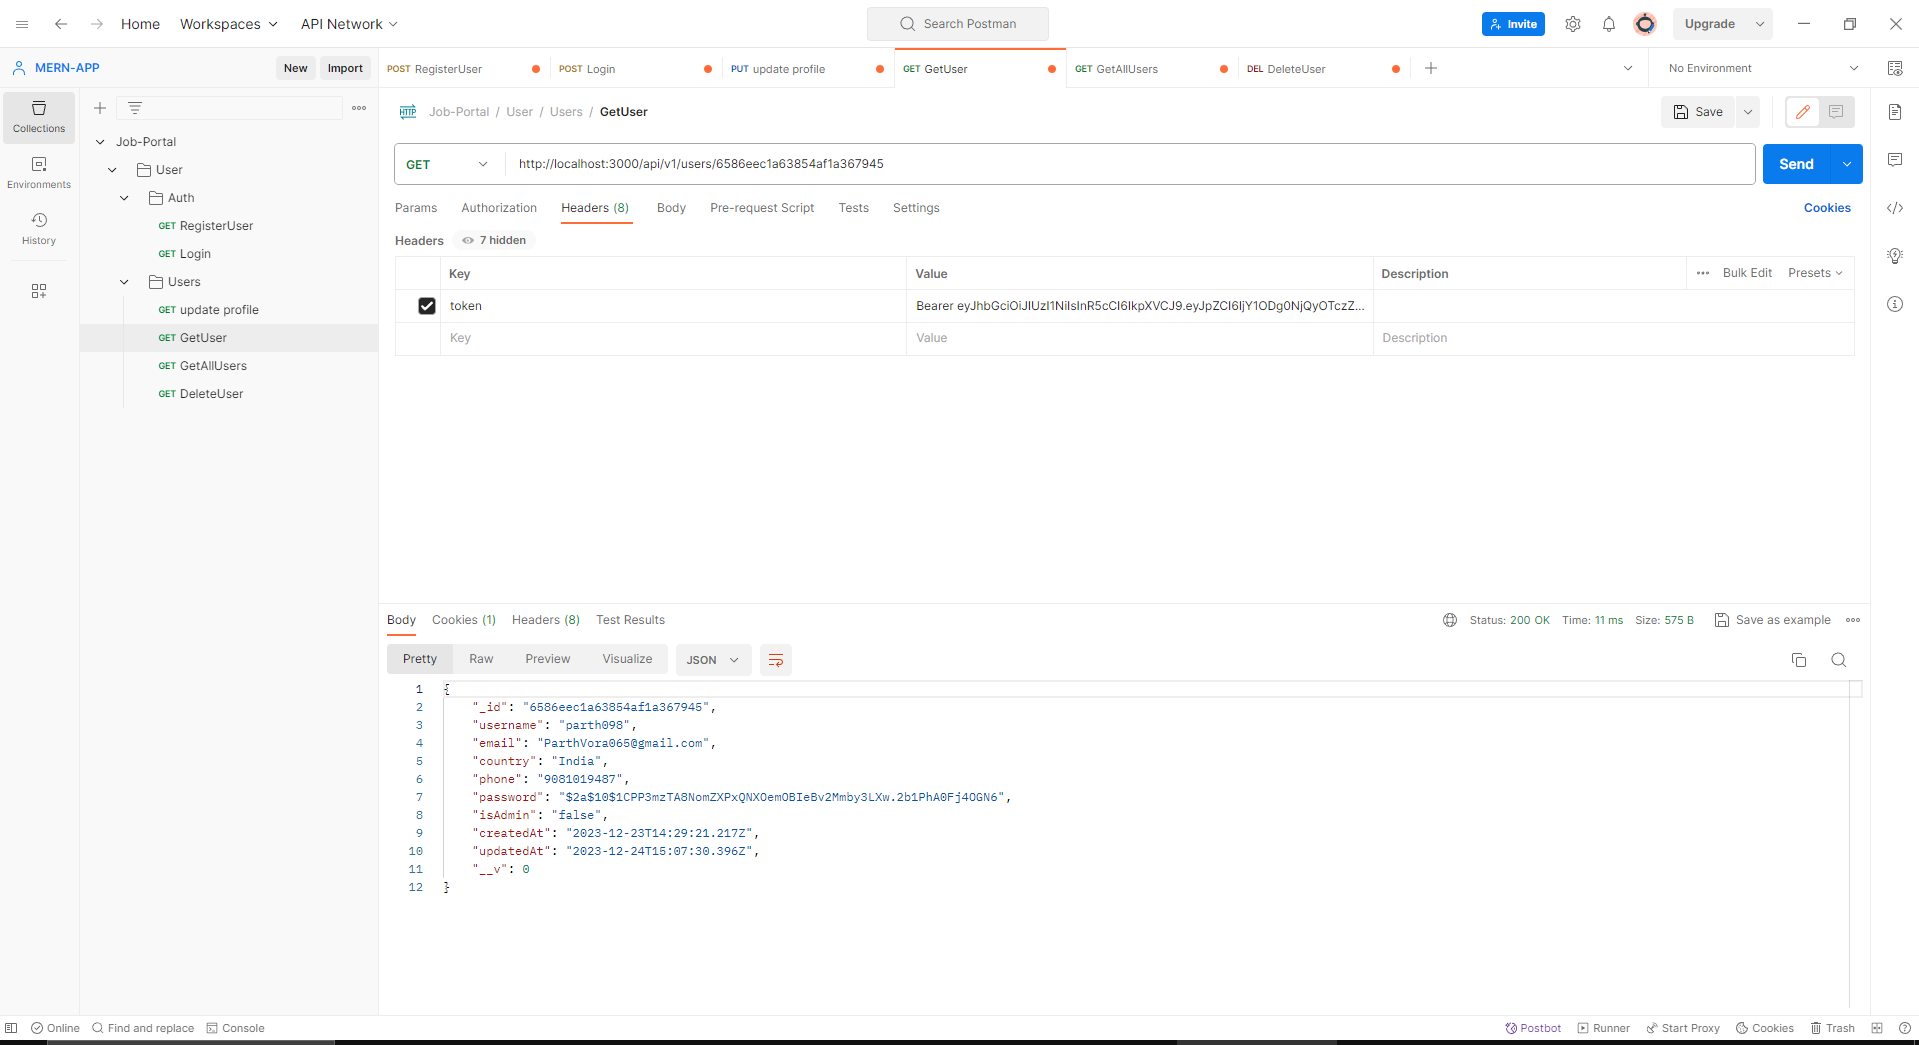 Home Workspaces API Network Search Postman Invite Upgrade
MERN-APP New Import POST RegisterUser POST Login PUT update profile GET GetUser GET GetAllUsers DEL DeleteUser No Environment
Collections
Environments
History
Job-Portal
User
Auth
GET RegisterUser
GET Login
Users
GET update profile
GET GetUser
GET GetAllUsers
GET DeleteUser
HTTP Job-Portal / User / Users / GetUser Save
GET http://localhost:3000/api/v1/users/6586eec1a63854af1a367945 Send
Params Authorization Headers (8) Body Pre-request Script Tests Settings Cookies
Headers 7 hidden
Key Value Description Bulk Edit Presets
token Bearer eyJhbGciOiJIUzI1NiIsInR5cCI6IkpXVCJ9.eyJpZCI6IjY1ODg0NjQyOTczZ...
Key Value Description
Body Cookies (1) Headers (8) Test Results Status: 200 OK Time: 11 ms Size: 575 B Save as example
Pretty Raw Preview Visualize JSON
1 {
2 "_id": "6586eec1a63854af1a367945",
3 "username": "parth098",
4 "email": "ParthVora065@gmail.com",
5 "country": "India",
6 "phone": "9081019487",
7 "password": "$2a$10$1CPP3mzTA8NomZXPxQNXOemOBIeBv2Mmby3LXw.2b1PhA0Fj4OGN6",
8 "isAdmin": "false",
9 "createdAt": "2023-12-23T14:29:21.217Z",
10 "updatedAt": "2023-12-24T15:07:30.396Z",
11 "__v": 0
12 }
Online Find and replace Console Postbot Runner Start Proxy Cookies Trash